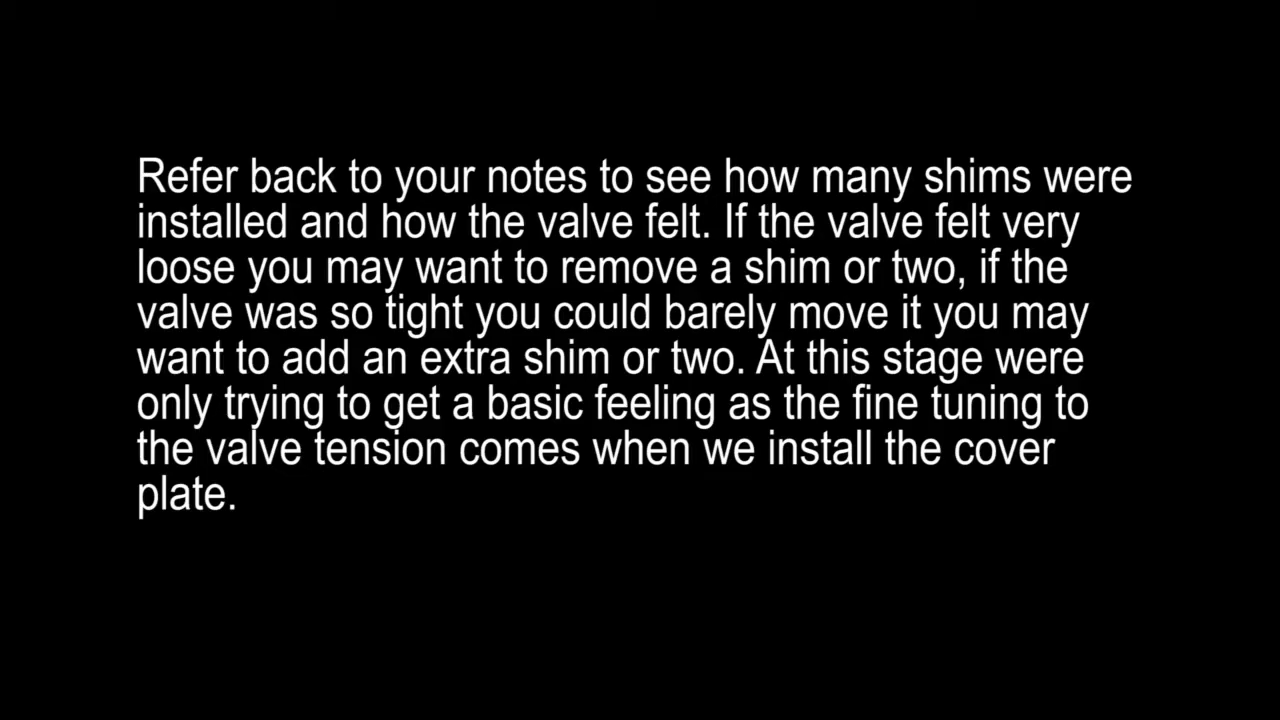 Refer back to your notes to see how many shims were
installed and how the valve felt. If the valve felt very
loose you may want to remove a shim or two, if the
valve was so tight you could barely move it you may
want to add an extra shim or two. At this stage were
only trying to get a basic feeling as the fine tuning to
the valve tension comes when we install the cover
plate.